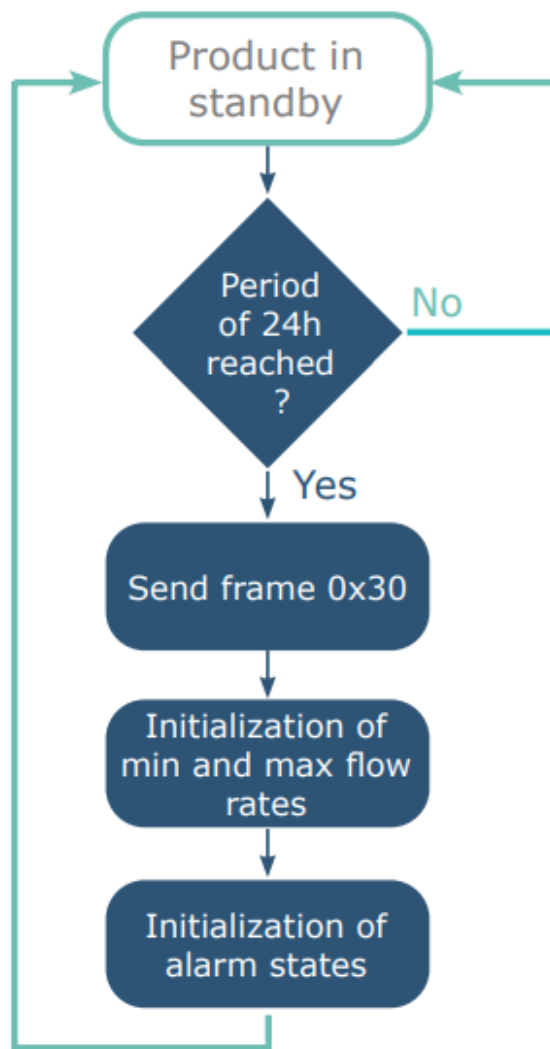 Product in
standby
Period
of 24h
reached
?
No
Yes
Send frame 0x30
Initialization of
min and max flow
rates
Initialization of
alarm states